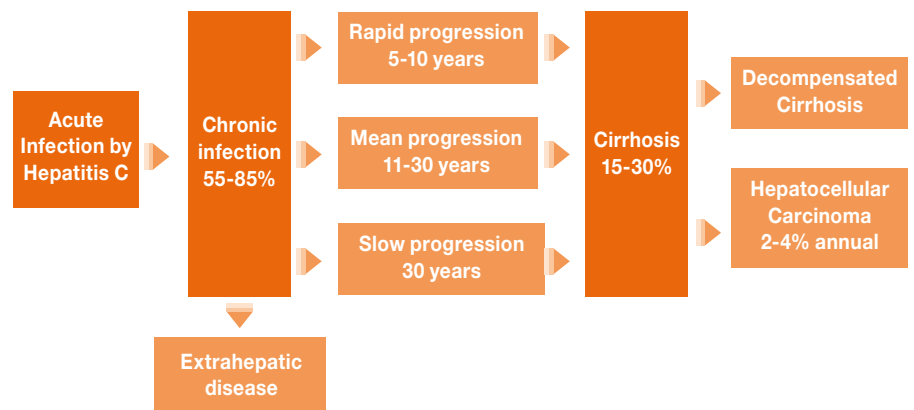 Acute
Infection by
Hepatitis C
Chronic
infection
55-85%
Rapid progression
5-10 years
Mean progression
11-30 years
Slow progression
30 years
Cirrhosis
15-30%
Decompensated
Cirrhosis
Hepatocellular
Carcinoma
2-4% annual
Extrahepatic
disease